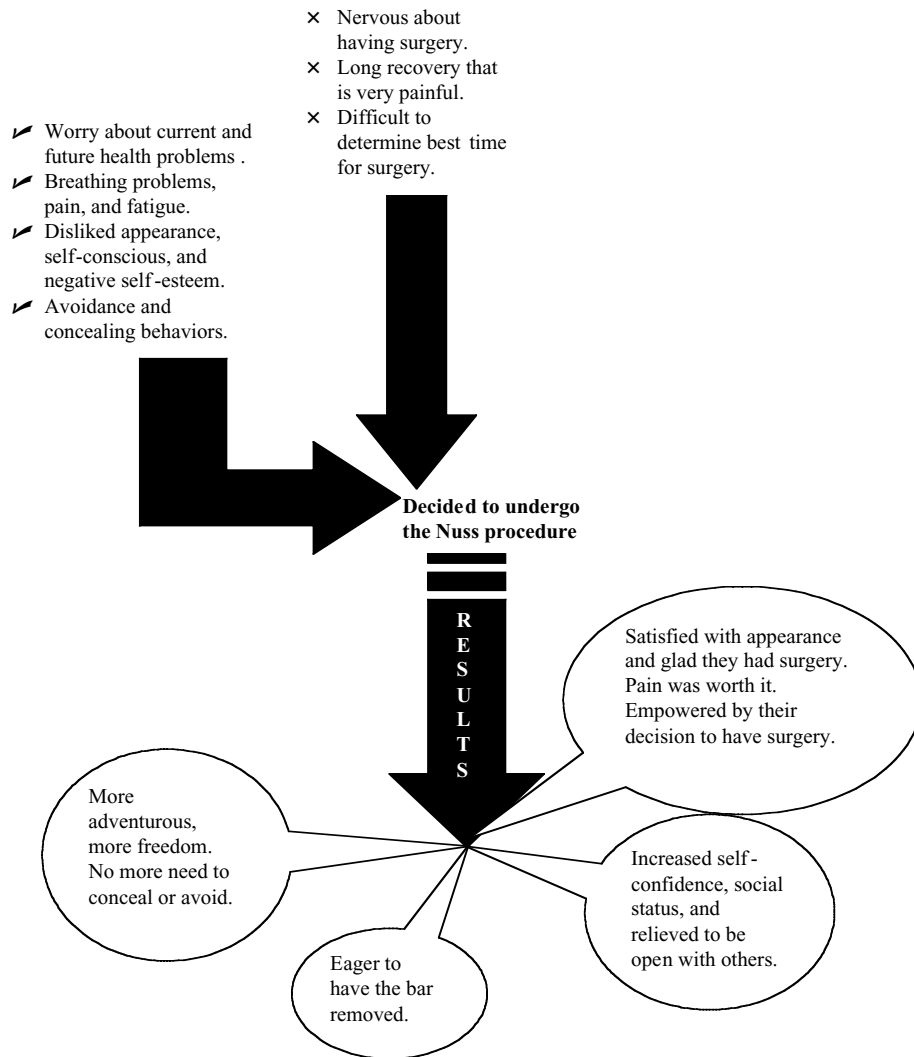 × Nervous about
having surgery.
× Long recovery that
is very painful.
× Difficult to
determine best time
for surgery.
✔ Worry about current and
future health problems .
✔ Breathing problems,
pain, and fatigue.
✔ Disliked appearance,
self-conscious, and
negative self-esteem.
✔ Avoidance and
concealing behaviors.
Decided to undergo
the Nuss procedure
RESULTS
Satisfied with appearance
and glad they had surgery.
Pain was worth it.
Empowered by their
decision to have surgery.
More
adventurous,
more freedom.
No more need to
conceal or avoid.
Increased self-
confidence, social
status, and
relieved to be
open with others.
Eager to
have the bar
removed.